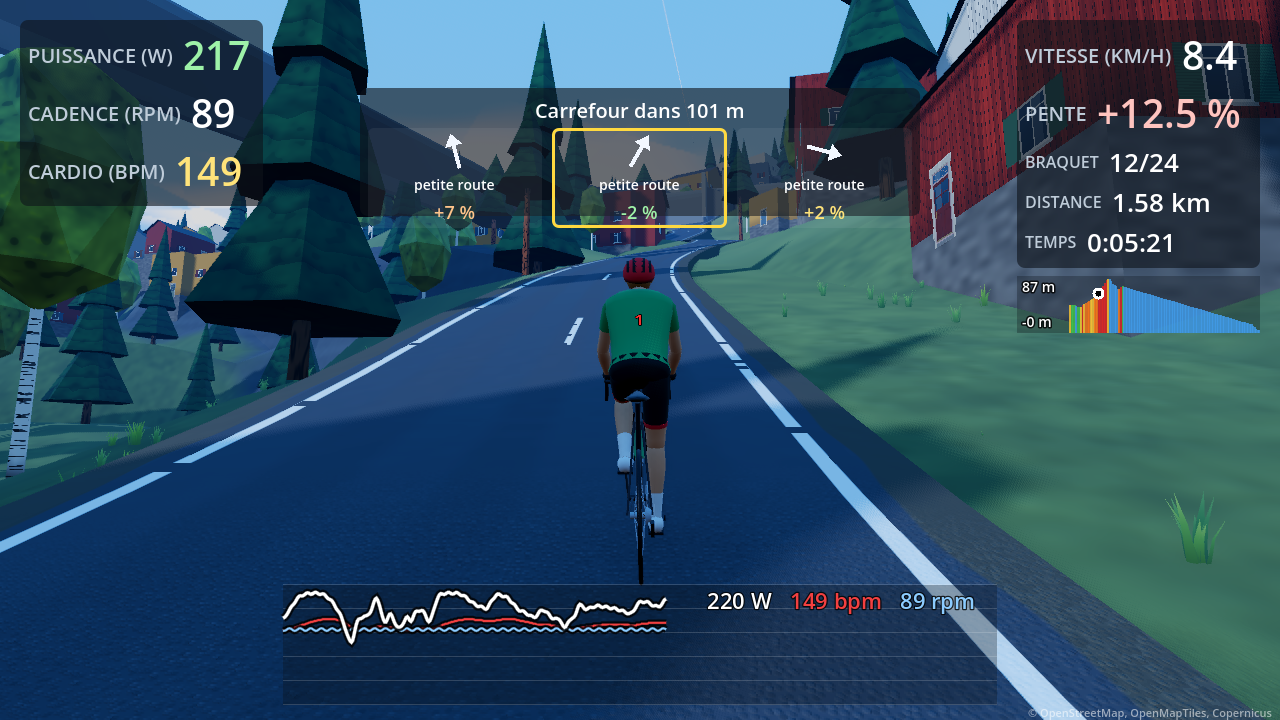 PUISSANCE (W) 217
CADENCE (RPM) 89
CARDIO (BPM) 149
Carrefour dans 101 m
petite route
+7 %
petite route
-2 %
petite route
+2 %
VITESSE (KM/H) 8.4
PENTE +12.5 %
BRAQUET 12/24
DISTANCE 1.58 km
TEMPS 0:05:21
87 m
-0 m
1
220 W 149 bpm 89 rpm
© OpenStreetMap, OpenMapTiles, Copernicus